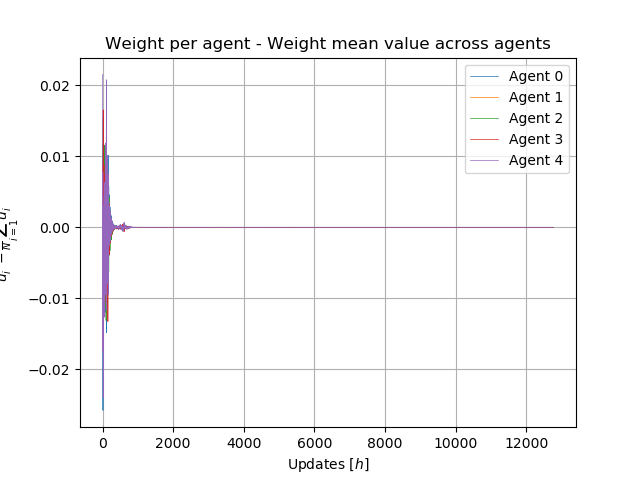 Weight per agent - Weight mean value across agents
Agent 0
Agent 1
Agent 2
Agent 3
Agent 4
0.02
0.01
0.00
−0.01
−0.02
0
2000
4000
6000
8000
10000
12000
Updates [h]